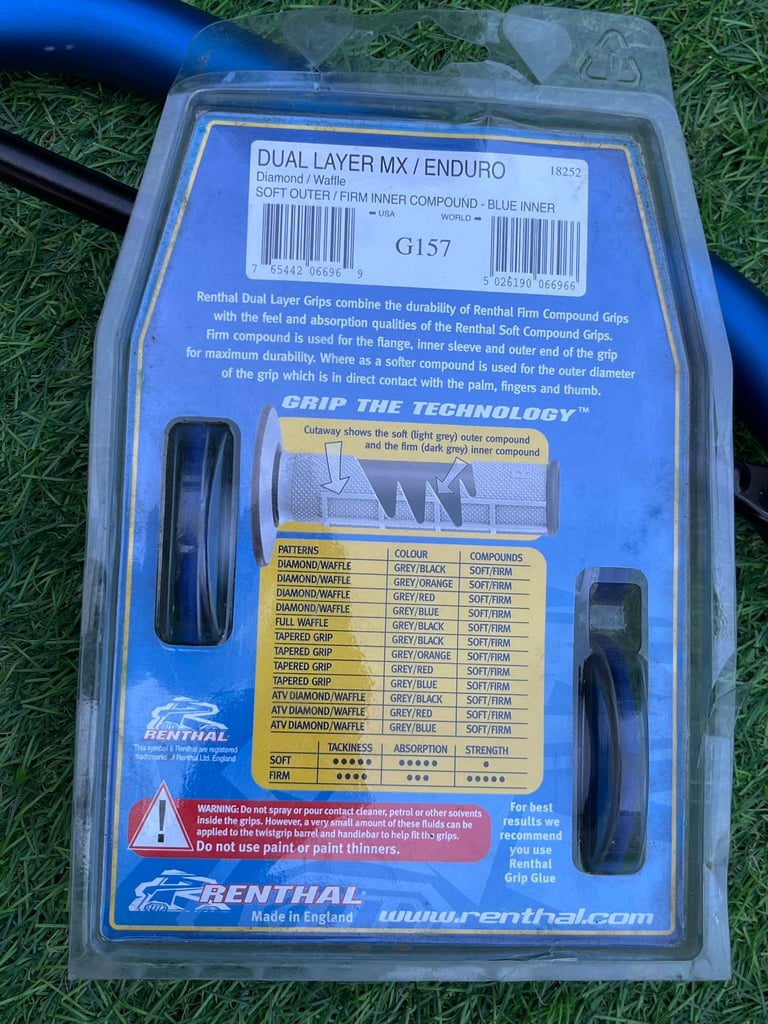 DUAL LAYER MX / ENDURO 18252
Diamond / Waffle
SOFT OUTER / FIRM INNER COMPOUND - BLUE INNER
USA WORLD
G157
7 65442 06696 9
5 026190 066966
Renthal Dual Layer Grips combine the durability of Renthal Firm Compound Grips
with the feel and absorption qualities of the Renthal Soft Compound Grips.
Firm compound is used for the flange, inner sleeve and outer end of the grip
for maximum durability. Where as a softer compound is used for the outer diameter
of the grip which is in direct contact with the palm, fingers and thumb.
GRIP THE TECHNOLOGY™
Cutaway shows the soft (light grey) outer compound
and the firm (dark grey) inner compound
PATTERNS COLOUR COMPOUNDS
DIAMOND/WAFFLE GREY/BLACK SOFT/FIRM
DIAMOND/WAFFLE GREY/ORANGE SOFT/FIRM
DIAMOND/WAFFLE GREY/RED SOFT/FIRM
DIAMOND/WAFFLE GREY/BLUE SOFT/FIRM
FULL WAFFLE GREY/BLACK SOFT/FIRM
TAPERED GRIP GREY/BLACK SOFT/FIRM
TAPERED GRIP GREY/ORANGE SOFT/FIRM
TAPERED GRIP GREY/RED SOFT/FIRM
TAPERED GRIP GREY/BLUE SOFT/FIRM
ATV DIAMOND/WAFFLE GREY/BLACK SOFT/FIRM
ATV DIAMOND/WAFFLE GREY/RED SOFT/FIRM
ATV DIAMOND/WAFFLE GREY/BLUE SOFT/FIRM
TACKINESS ABSORPTION STRENGTH
SOFT ••••• ••••• •
FIRM •••• ••• •••••
RENTHAL
This symbol & Renthal are registered
trademarks of Renthal Ltd. England
WARNING: Do not spray or pour contact cleaner, petrol or other solvents
inside the grips. However, a very small amount of these fluids can be
applied to the twistgrip barrel and handlebar to help fit the grips.
Do not use paint or paint thinners.
For best
results we
recommend
you use
Renthal
Grip Glue
RENTHAL
Made in England www.renthal.com